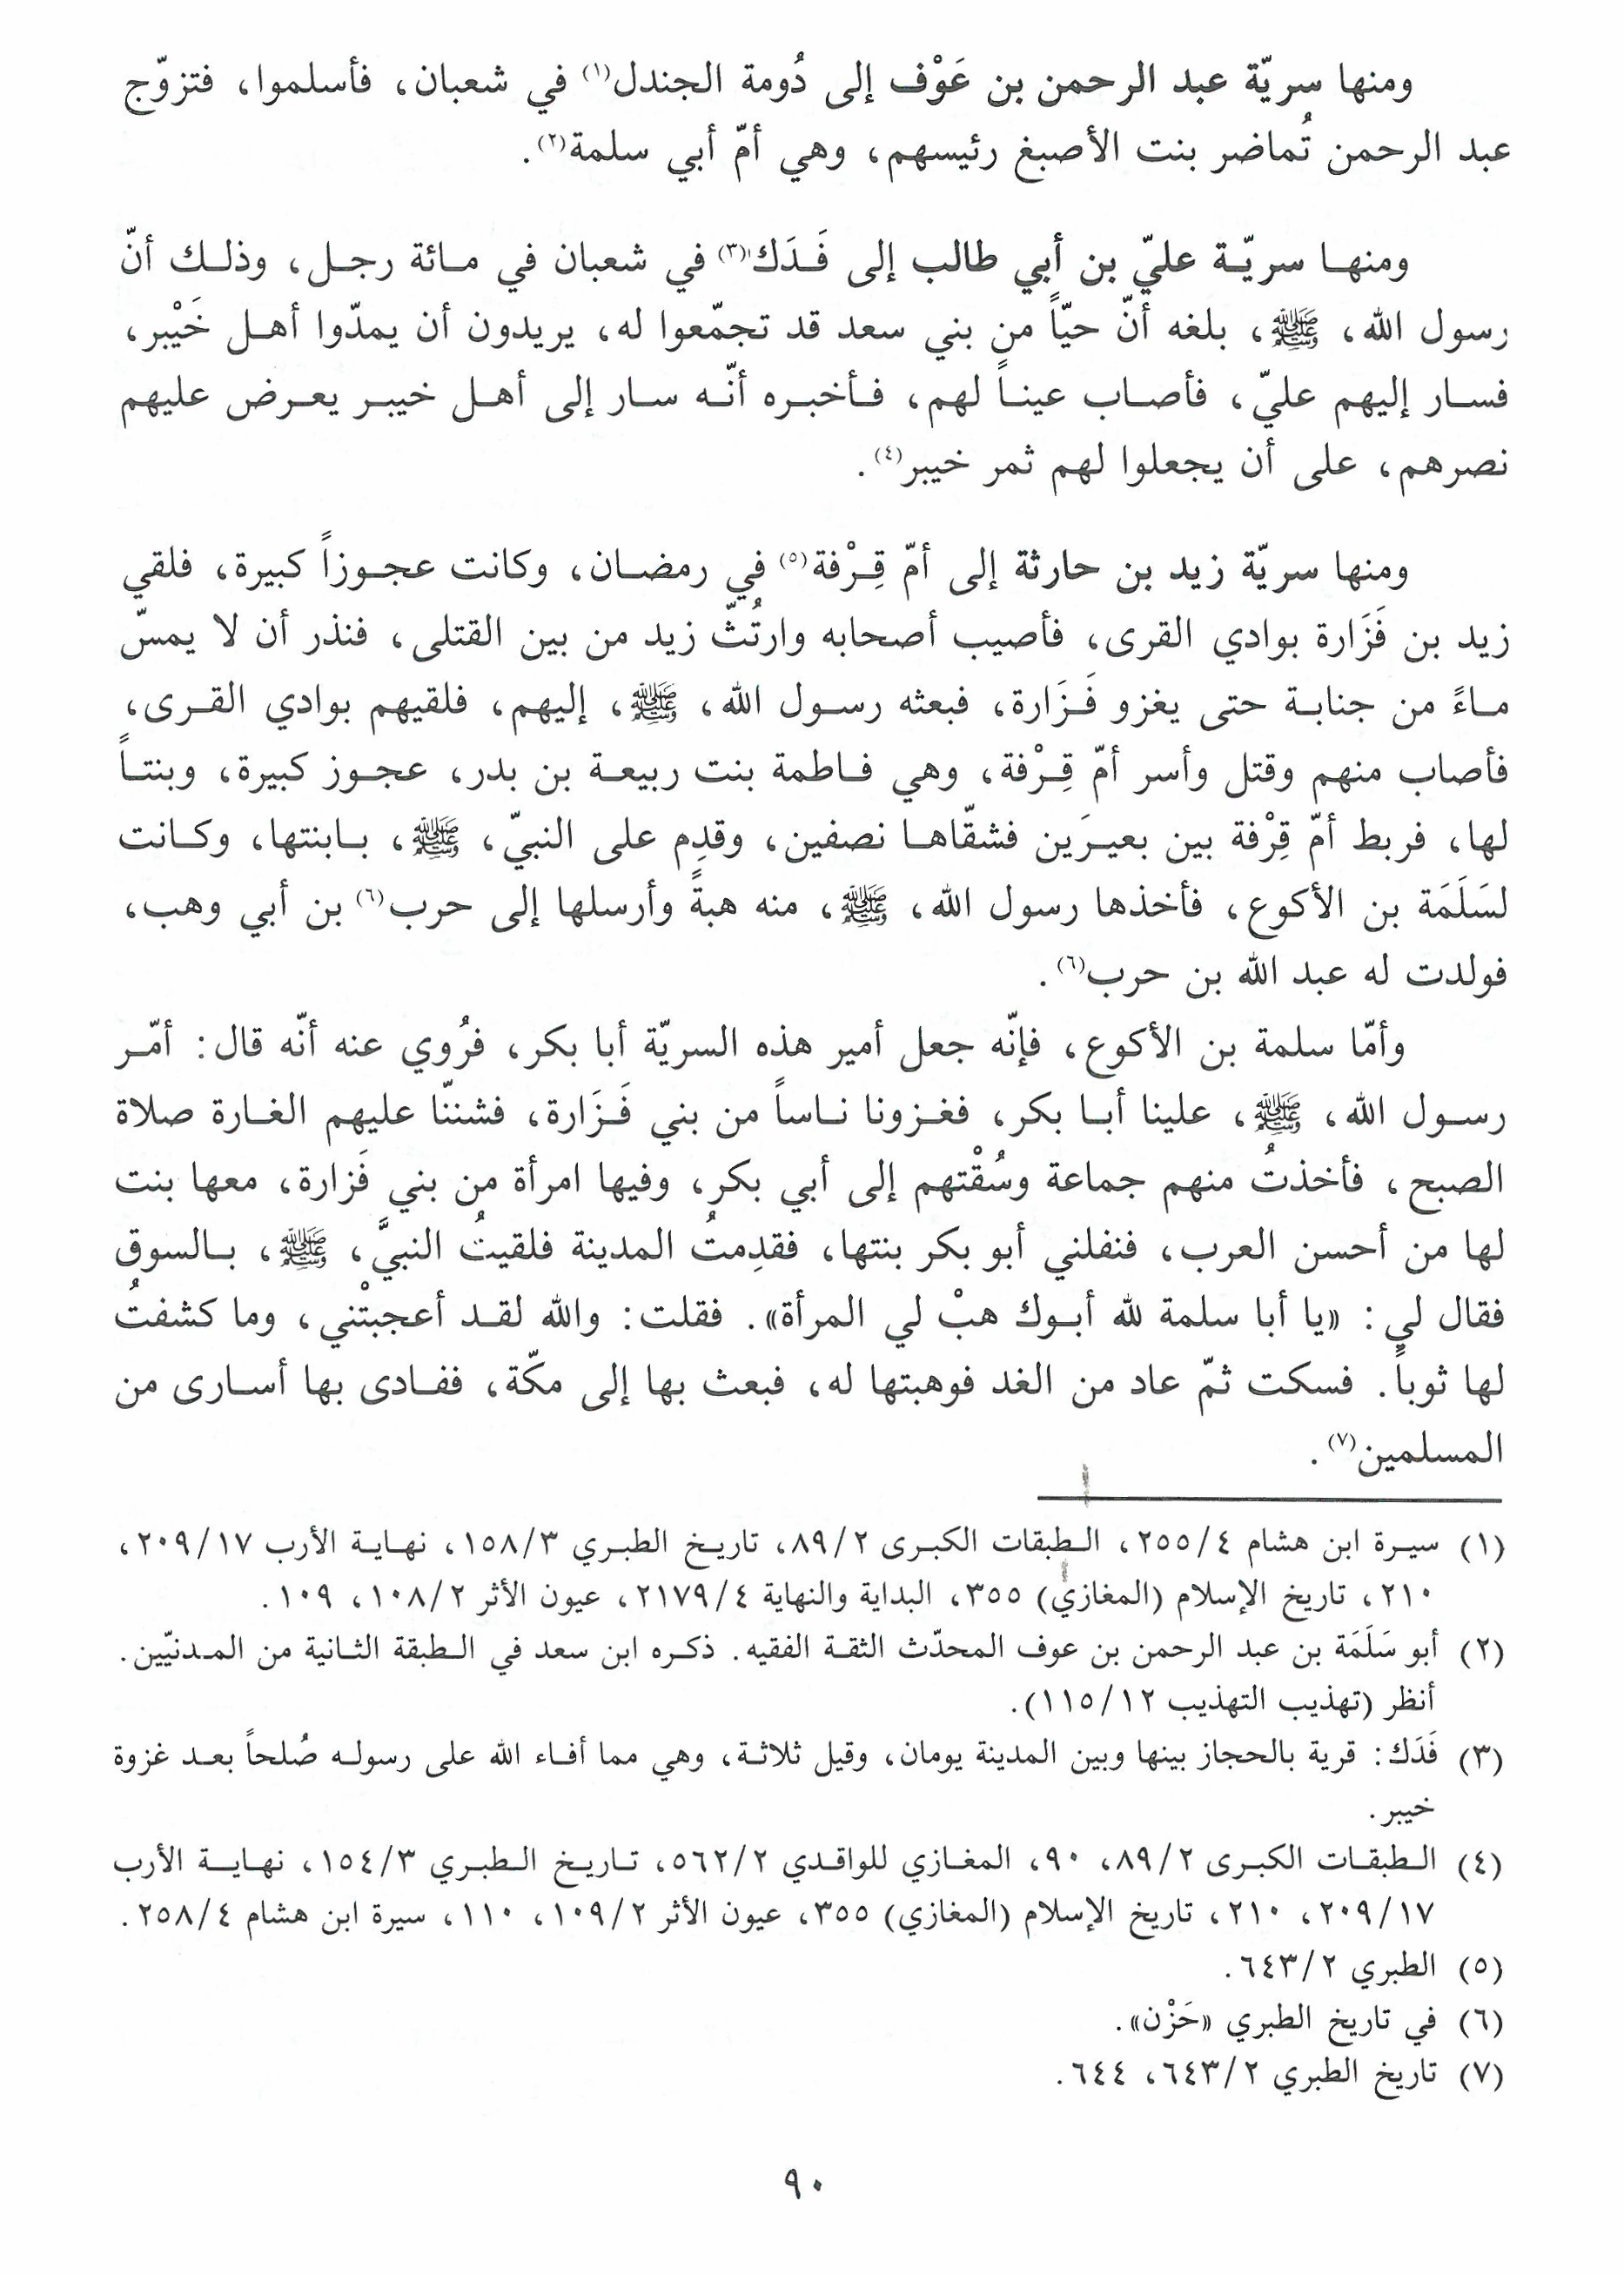 ومنها سريّة عبد الرحمن بن عَوْف إلى دُومة الجندل(١) في شعبان، فأسلموا، فتزوّج
عبد الرحمن تُماضر بنت الأصبغ رئيسهم، وهي أمّ أبي سلمة(٢).
ومنها سريّة عليّ بن أبي طالب إلى فَدَك(٣) في شعبان في مائة رجل، وذلك أنّ
رسول الله، ﷺ، بلغه أنّ حيّاً من بني سعد قد تجمّعوا له، يريدون أن يمدّوا أهل خَيْبر،
فسار إليهم عليّ، فأصاب عيناً لهم، فأخبره أنّه سار إلى أهل خيبر يعرض عليهم
نصرهم، على أن يجعلوا لهم ثمر خيبر(٤).
ومنها سريّة زيد بن حارثة إلى أمّ قِرْفة(٥) في رمضان، وكانت عجوزاً كبيرة، فلقي
زيد بن فَزَارة بوادي القرى، فأصيب أصحابه وارتُثّ زيد من بين القتلى، فنذر أن لا يمسّ
ماءً من جنابة حتى يغزو فَزَارة، فبعثه رسول الله، ﷺ، إليهم، فلقيهم بوادي القرى،
فأصاب منهم وقتل وأسر أمّ قِرْفة، وهي فاطمة بنت ربيعة بن بدر، عجوز كبيرة، وبنتاً
لها، فربط أمّ قِرْفة بين بعيرَين فشقّاها نصفين، وقدِم على النبيّ، ﷺ، بابنتها، وكانت
لسَلَمَة بن الأكوع، فأخذها رسول الله، ﷺ، منه هبةً وأرسلها إلى حرب(٦) بن أبي وهب،
فولدت له عبد الله بن حرب(٦).
وأمّا سلمة بن الأكوع، فإنّه جعل أمير هذه السريّة أبا بكر، فرُوي عنه أنّه قال: أمّر
رسول الله، ﷺ، علينا أبا بكر، فغزونا ناساً من بني فَزَارة، فشننّا عليهم الغارة صلاة
الصبح، فأخذتُ منهم جماعة وسُقْتهم إلى أبي بكر، وفيها امرأة من بني فَزارة، معها بنت
لها من أحسن العرب، فنفلني أبو بكر بنتها، فقدِمتُ المدينة فلقيتُ النبيَّ، ﷺ، بالسوق
فقال لي: «يا أبا سلمة لله أبوك هبْ لي المرأة». فقلت: والله لقد أعجبتْني، وما كشفتُ
لها ثوباً. فسكت ثمّ عاد من الغد فوهبتها له، فبعث بها إلى مكّة، ففادى بها أسارى من
المسلمين(٧).
(١) سيرة ابن هشام ٤/٢٥٥، الطبقات الكبرى ٢/٨٩، تاريخ الطبري ٣/١٥٨، نهاية الأرب ١٧/٢٠٩،
٢١٠، تاريخ الإسلام (المغازي) ٣٥٥، البداية والنهاية ٤/٢١٧٩، عيون الأثر ٢/١٠٨، ١٠٩.
(٢) أبو سَلَمَة بن عبد الرحمن بن عوف المحدّث الثقة الفقيه. ذكره ابن سعد في الطبقة الثانية من المدنيّين.
أنظر (تهذيب التهذيب ١٢/١١٥).
(٣) فَدَك: قرية بالحجاز بينها وبين المدينة يومان، وقيل ثلاثة، وهي مما أفاء الله على رسوله صُلحاً بعد غزوة
خيبر.
(٤) الطبقات الكبرى ٢/٨٩، ٩٠، المغازي للواقدي ٢/٥٦٢، تاريخ الطبري ٣/١٥٤، نهاية الأرب
١٧/٢٠٩، ٢١٠، تاريخ الإسلام (المغازي) ٣٥٥، عيون الأثر ٢/١٠٩، ١١٠، سيرة ابن هشام ٤/٢٥٨.
(٥) الطبري ٢/٦٤٣.
(٦) في تاريخ الطبري «حَزْن».
(٧) تاريخ الطبري ٢/٦٤٣، ٦٤٤.
٩٠